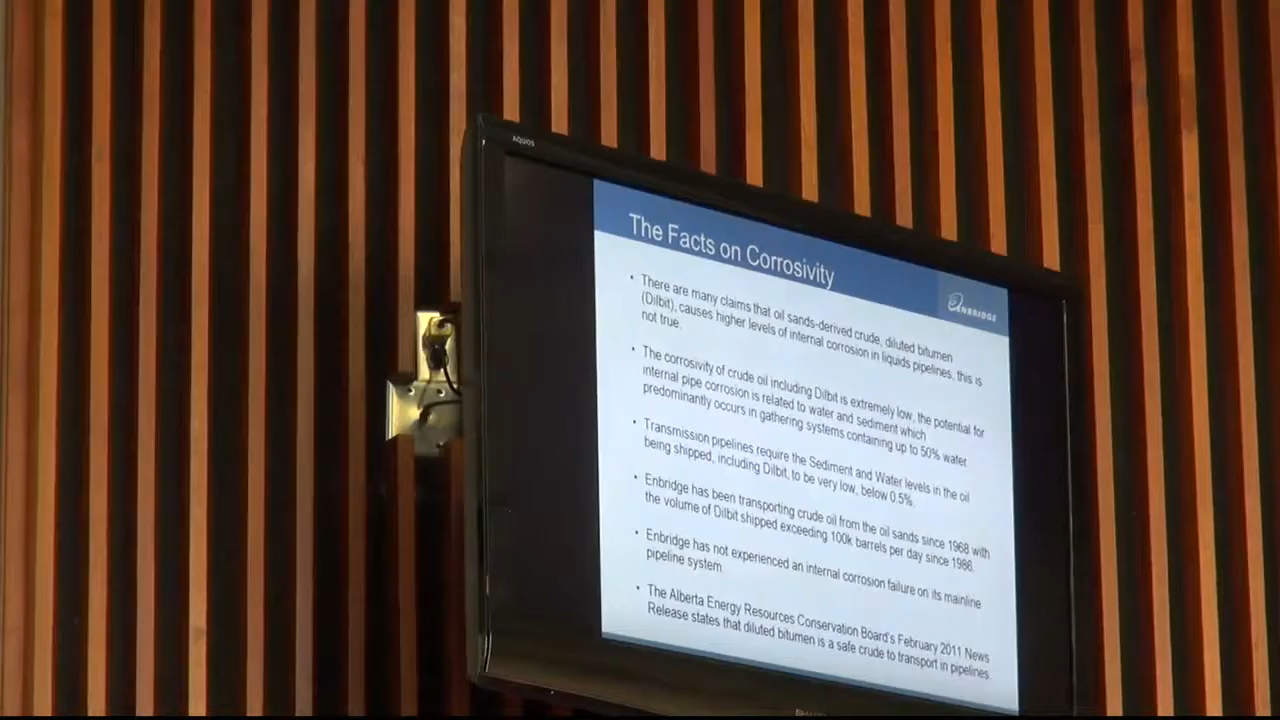 AQUOS
The Facts on Corrosivity
ENBRIDGE
• There are many claims that oil sands-derived crude, diluted bitumen
(Dilbit), causes higher levels of internal corrosion in liquids pipelines, this is
not true.
• The corrosivity of crude oil including Dilbit is extremely low, the potential for
internal pipe corrosion is related to water and sediment which
predominantly occurs in gathering systems containing up to 50% water.
• Transmission pipelines require the Sediment and Water levels in the oil
being shipped, including Dilbit, to be very low, below 0.5%.
• Enbridge has been transporting crude oil from the oil sands since 1968 with
the volume of Dilbit shipped exceeding 100k barrels per day since 1986.
• Enbridge has not experienced an internal corrosion failure on its mainline
pipeline system
• The Alberta Energy Resources Conservation Board's February 2011 News
Release states that diluted bitumen is a safe crude to transport in pipelines.